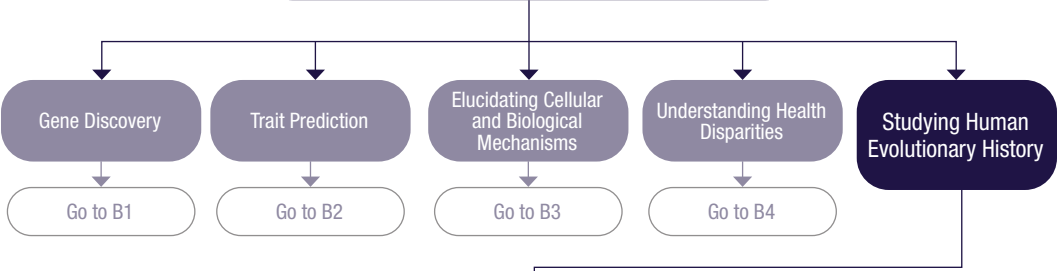 Gene Discovery
Trait Prediction
Elucidating Cellular
and Biological
Mechanisms
Understanding Health
Disparities
Studying Human
Evolutionary History
Go to B1
Go to B2
Go to B3
Go to B4